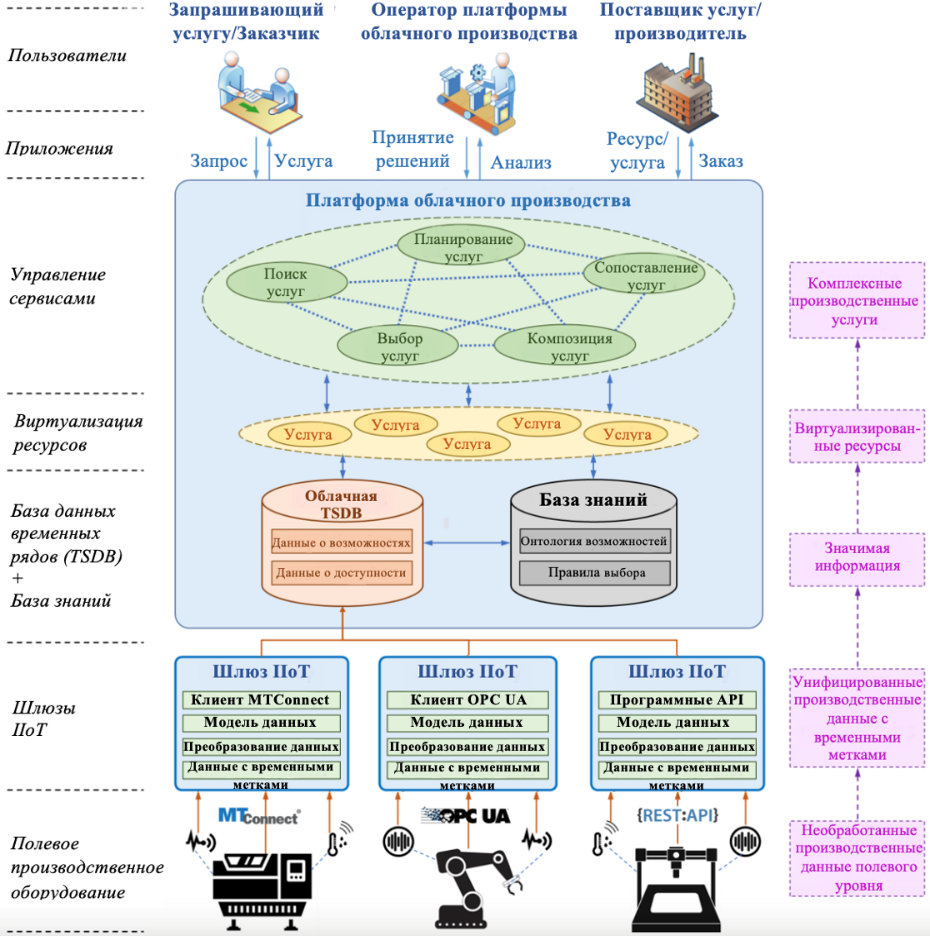 Запрашивающий
услугу/Заказчик
Оператор платформы
облачного производства
Поставщик услуг/
производитель
Пользователи
Приложения
Запрос
Услуга
Принятие
решений
Анализ
Ресурс/
услуга
Заказ
Платформа облачного производства
Управление
сервисами
Планирование
услуг
Поиск
услуг
Сопоставление
услуг
Выбор
услуг
Композиция
услуг
Комплексные
производственные
услуги
Виртуализация
ресурсов
Услуга
Услуга
Услуга
Услуга
Услуга
Виртуализирован-
ные ресурсы
База данных
временных
рядов (TSDB)
+
База знаний
Облачная
TSDB
Данные о возможностях
Данные о доступности
База знаний
Онтология возможностей
Правила выбора
Значимая
информация
Шлюзы
IIoT
Шлюз IIoT
Клиент MTConnect
Модель данных
Преобразование данных
Данные с временными
метками
Шлюз IIoT
Клиент OPC UA
Модель данных
Преобразование данных
Данные с временными
метками
Шлюз IIoT
Программные API
Модель данных
Преобразование данных
Данные с временными
метками
Унифицированные
производственные
данные с
временными
метками
Полевое
производственное
оборудование
MTConnect®
OPC UA
{REST:API}
Необработанные
производственные
данные полевого
уровня